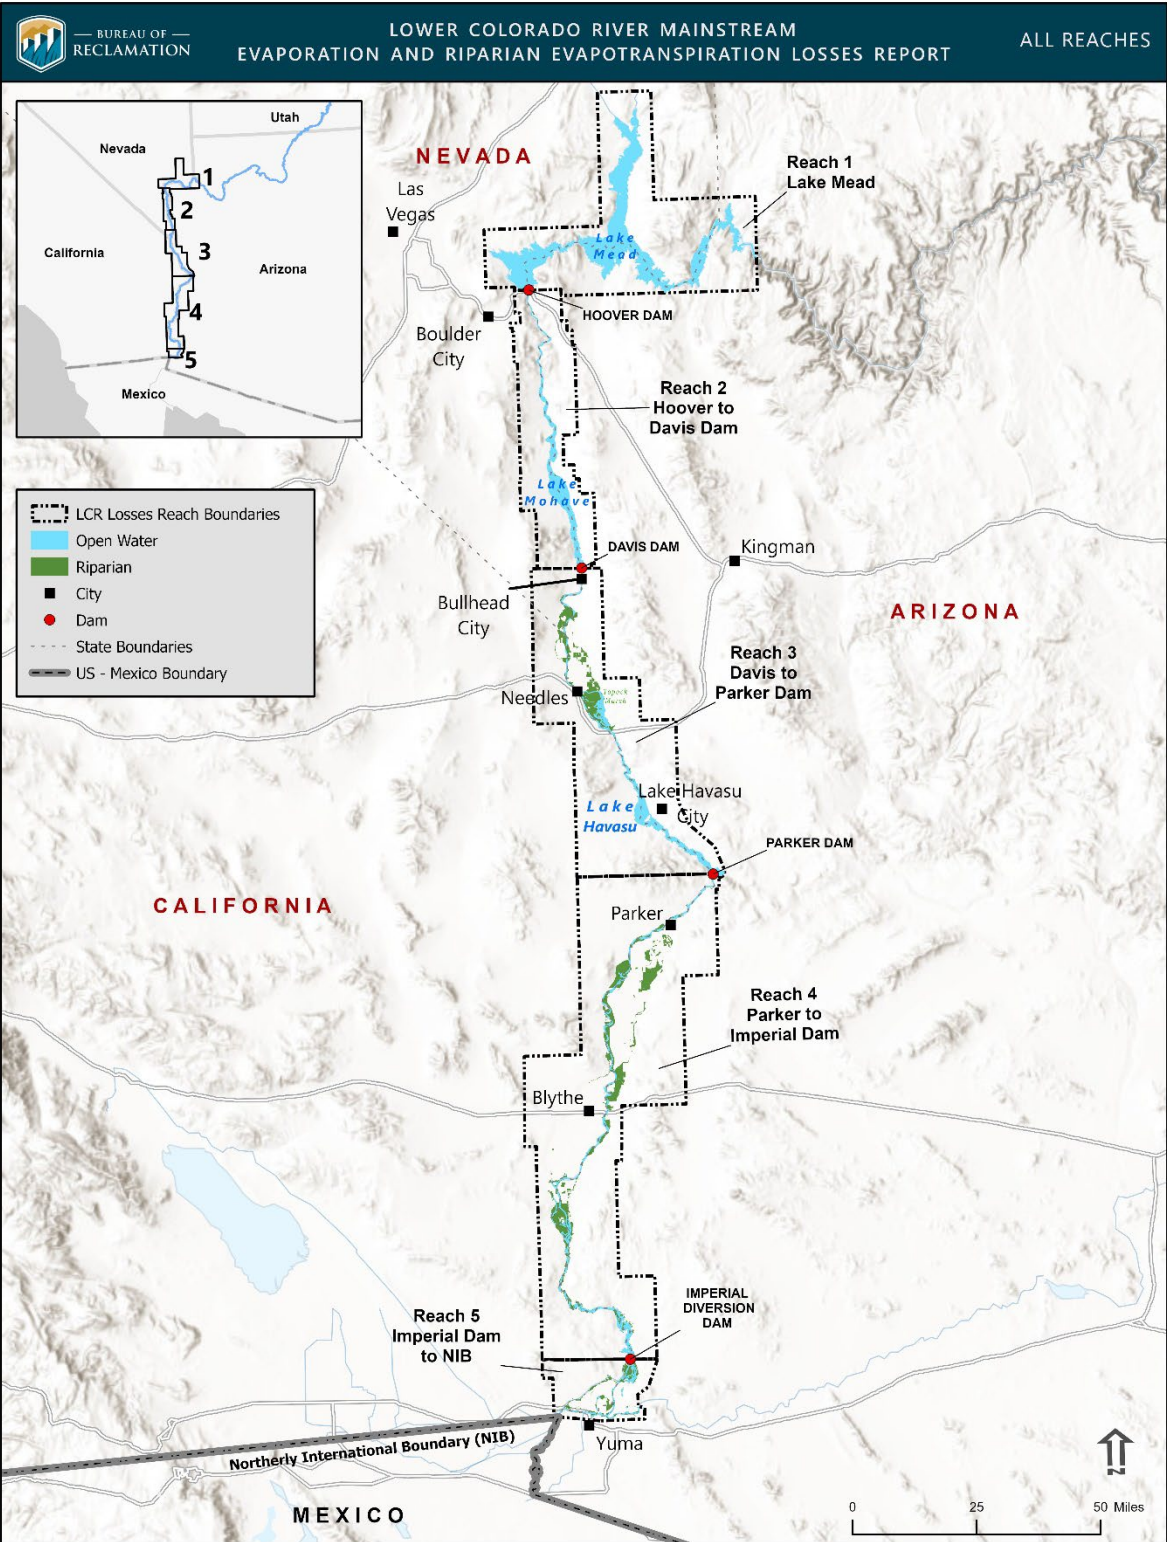 BUREAU OF
RECLAMATION
LOWER COLORADO RIVER MAINSTREAM
EVAPORATION AND RIPARIAN EVAPOTRANSPIRATION LOSSES REPORT
ALL REACHES
Utah
Nevada
1
2
California
3
Arizona
4
5
Mexico
NEVADA
Las
Vegas
Reach 1
Lake Mead
Lake
Mead
HOOVER DAM
Boulder
City
Reach 2
Hoover to
Davis Dam
Lake
Mohave
LCR Losses Reach Boundaries
Open Water
Riparian
City
Dam
State Boundaries
US - Mexico Boundary
DAVIS DAM
Kingman
Bullhead
City
ARIZONA
Reach 3
Davis to
Parker Dam
Needles
Topock
Marsh
Lake Havasu
City
Lake
Havasu
PARKER DAM
CALIFORNIA
Parker
Reach 4
Parker to
Imperial Dam
Blythe
IMPERIAL
DIVERSION
DAM
Reach 5
Imperial Dam
to NIB
Northerly International Boundary (NIB)
Yuma
MEXICO
N
0 25 50 Miles